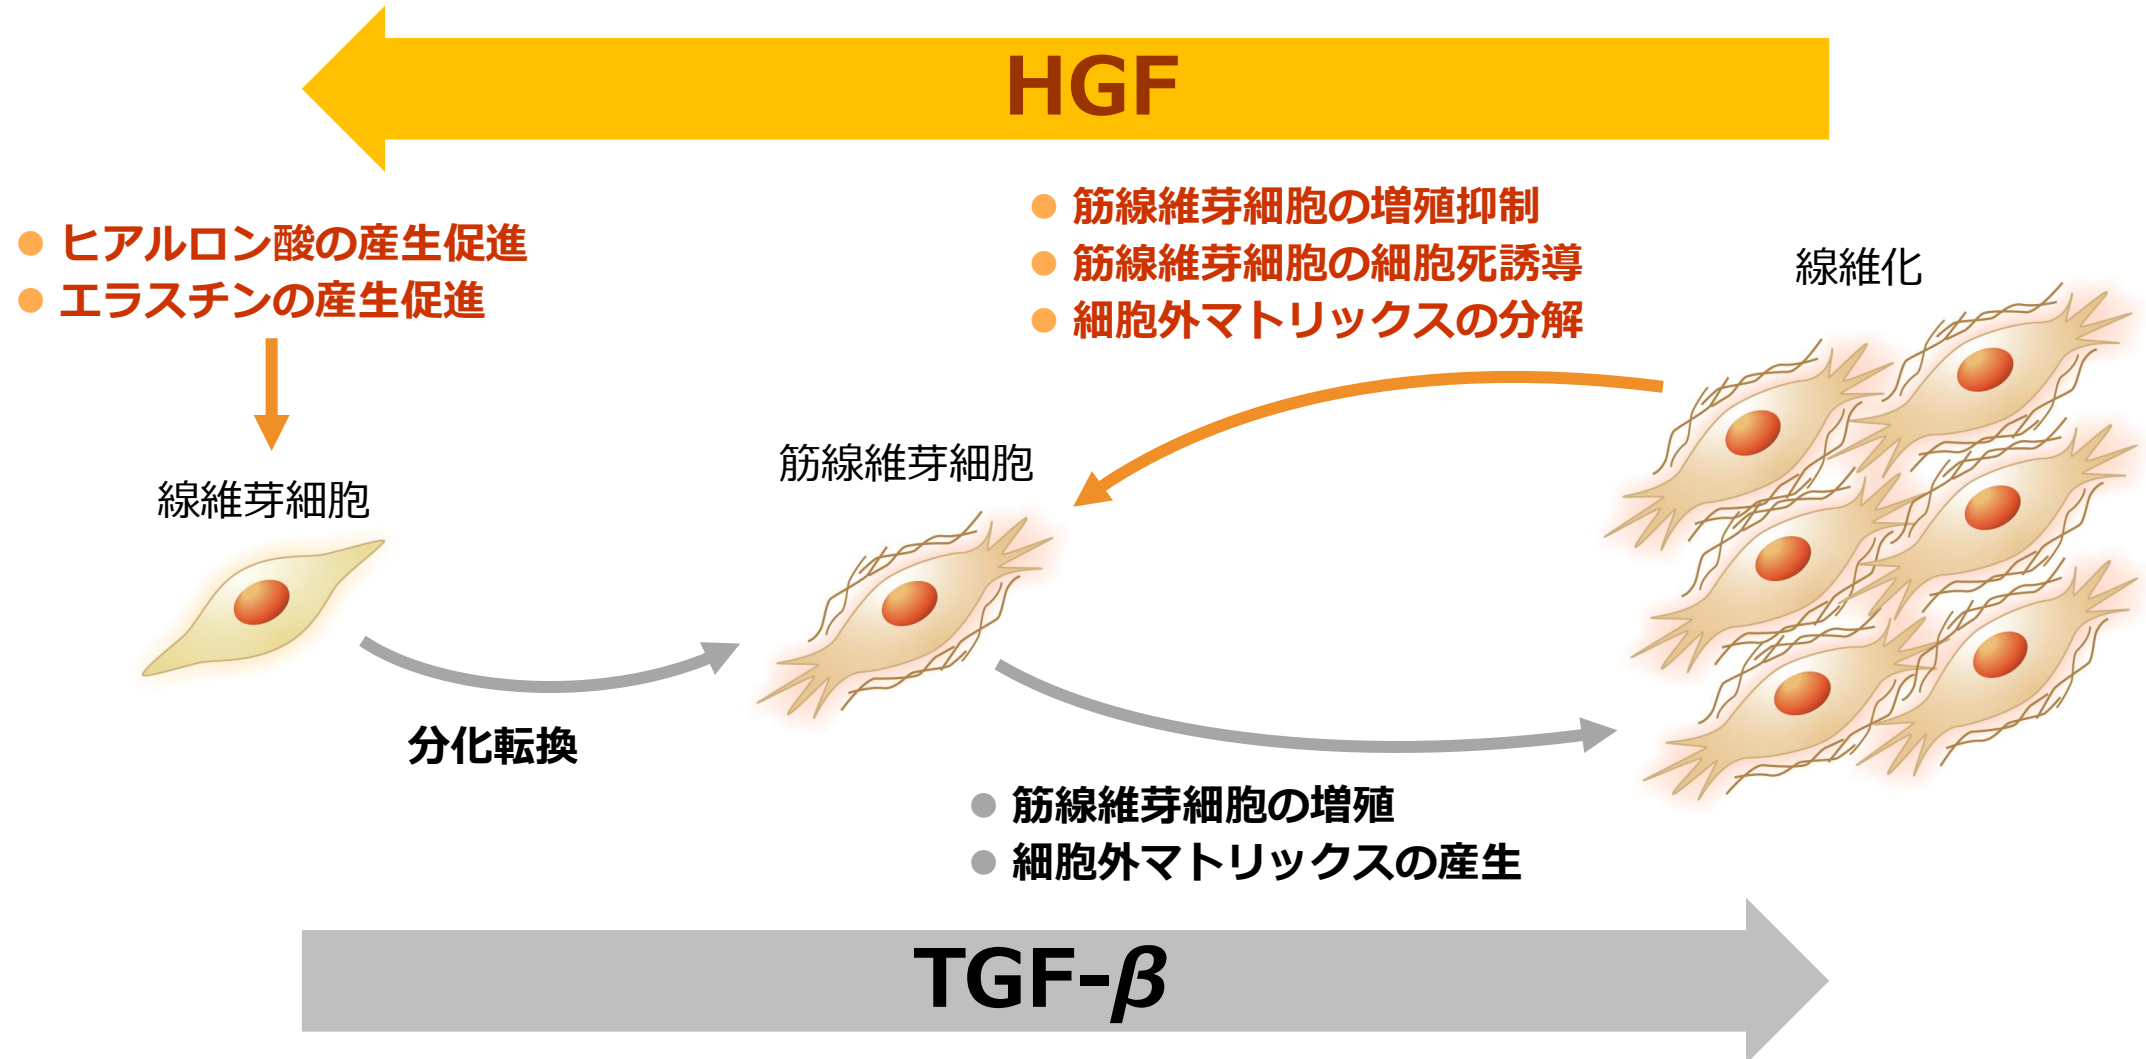 HGF
● ヒアルロン酸の産生促進
● エラスチンの産生促進
● 筋線維芽細胞の増殖抑制
● 筋線維芽細胞の細胞死誘導
● 細胞外マトリックスの分解
線維化
線維芽細胞
筋線維芽細胞
分化転換
● 筋線維芽細胞の増殖
● 細胞外マトリックスの産生
TGF-β